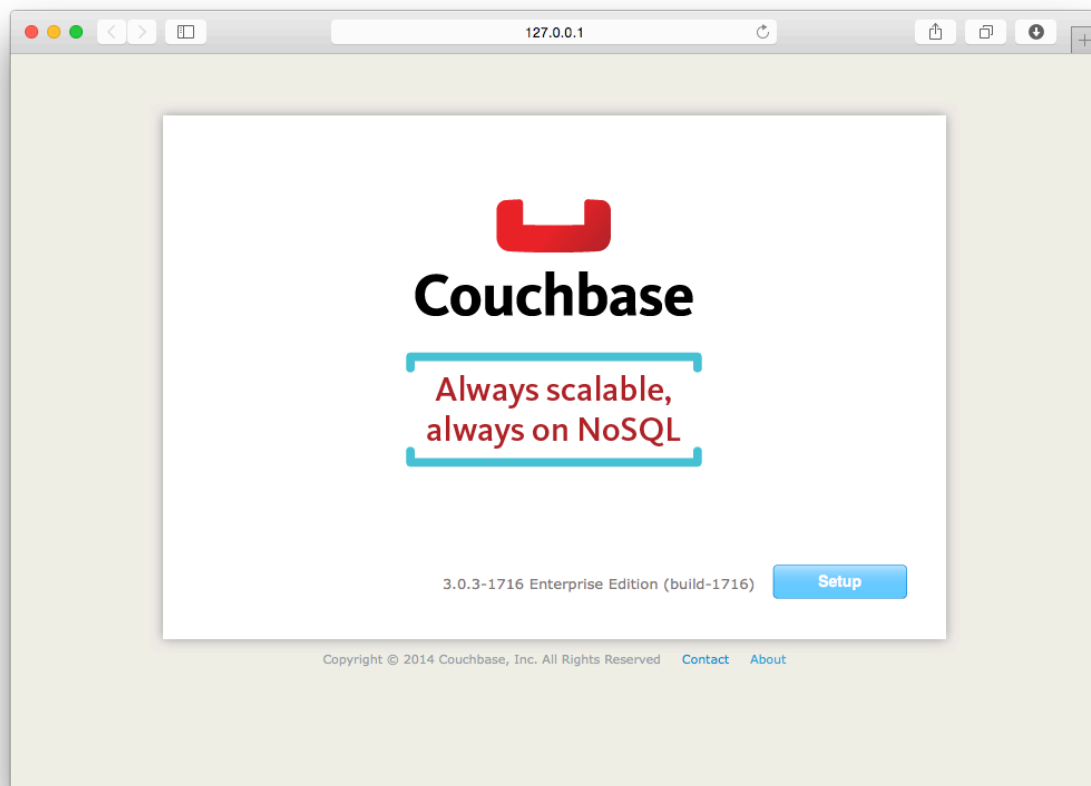 127.0.0.1
Couchbase
Always scalable,
always on NoSQL
3.0.3-1716 Enterprise Edition (build-1716) Setup
Copyright © 2014 Couchbase, Inc. All Rights Reserved Contact About